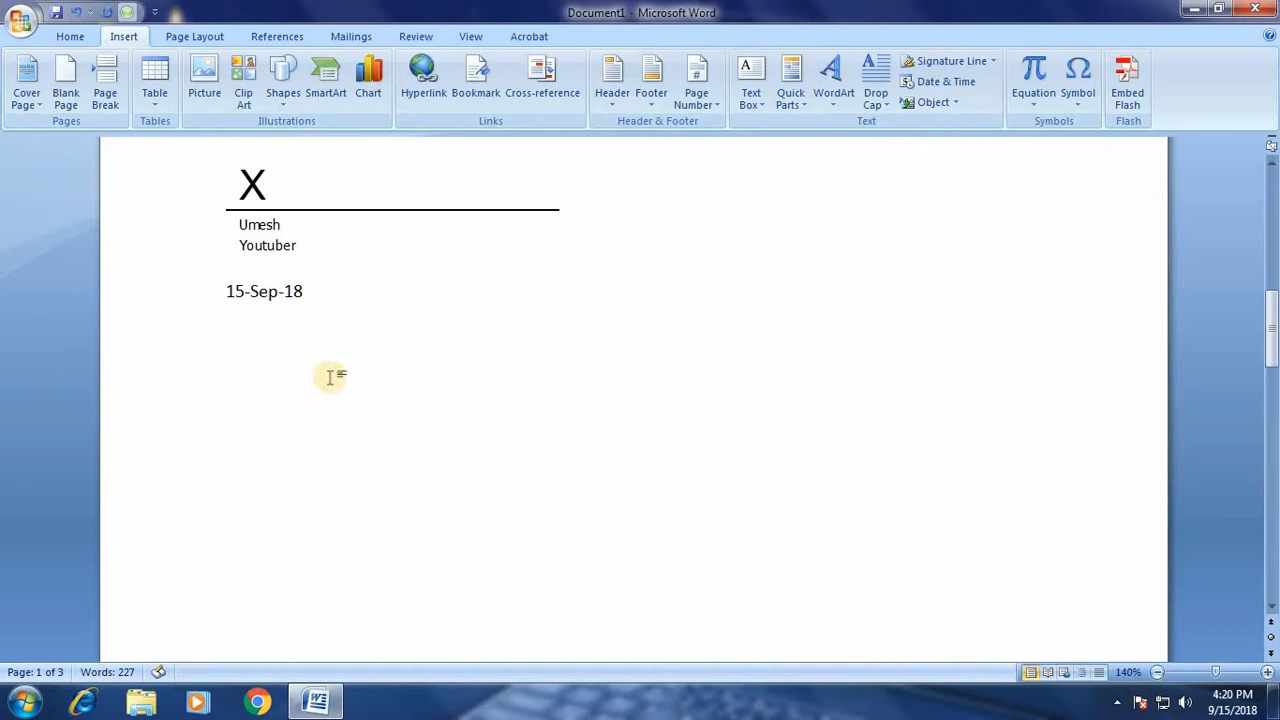 Document1 - Microsoft Word
Home Insert Page Layout References Mailings Review View Acrobat
Cover Page
Blank Page
Page Break
Pages
Table
Tables
Picture
Clip Art
Shapes
SmartArt
Chart
Illustrations
Hyperlink
Bookmark
Cross-reference
Links
Header
Footer
Page Number
#
Header & Footer
A
Text Box
Quick Parts
A
WordArt
A
Drop Cap
Signature Line
Date & Time
Object
Text
π
Equation
Ω
Symbol
Symbols
Embed Flash
Flash
X
Umesh
Youtuber
15-Sep-18
Page: 1 of 3 Words: 227 140%
4:20 PM
9/15/2018